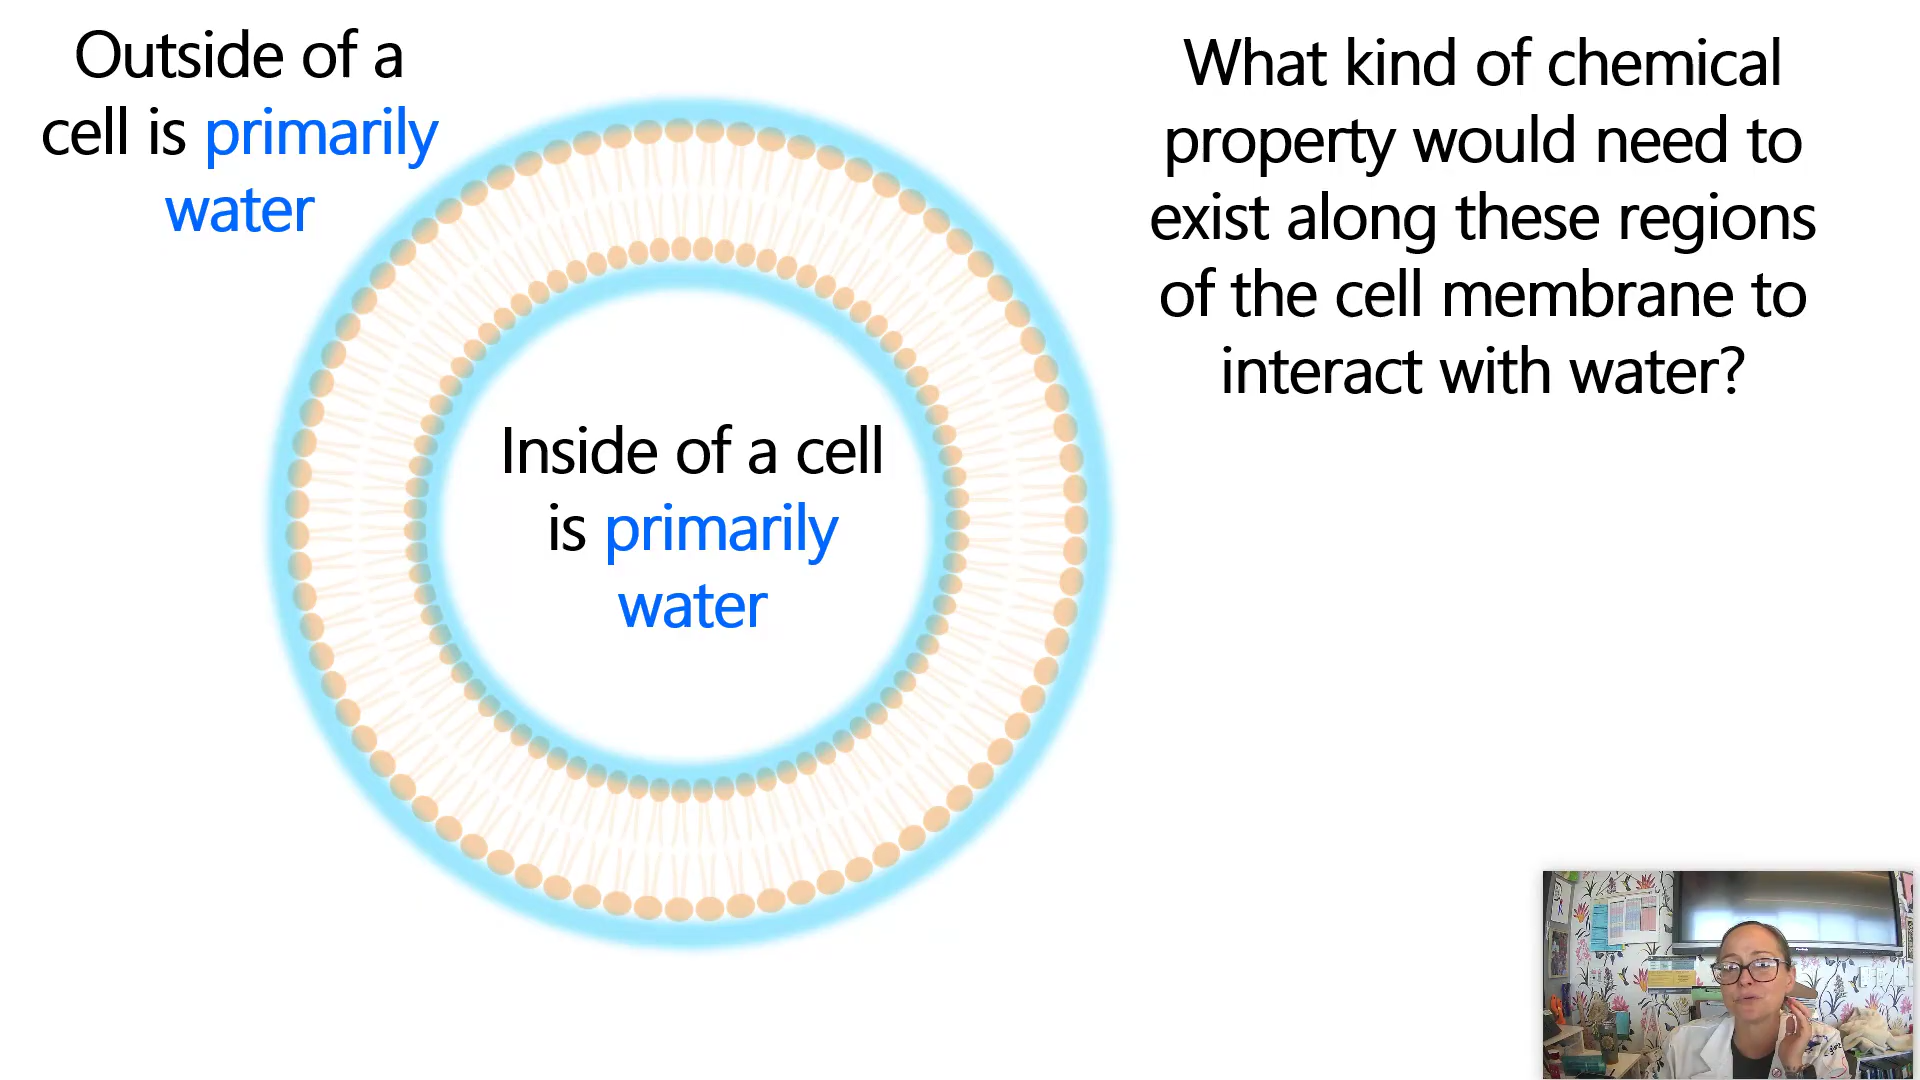 Outside of a
cell is primarily
water
Inside of a cell
is primarily
water
What kind of chemical
property would need to
exist along these regions
of the cell membrane to
interact with water?